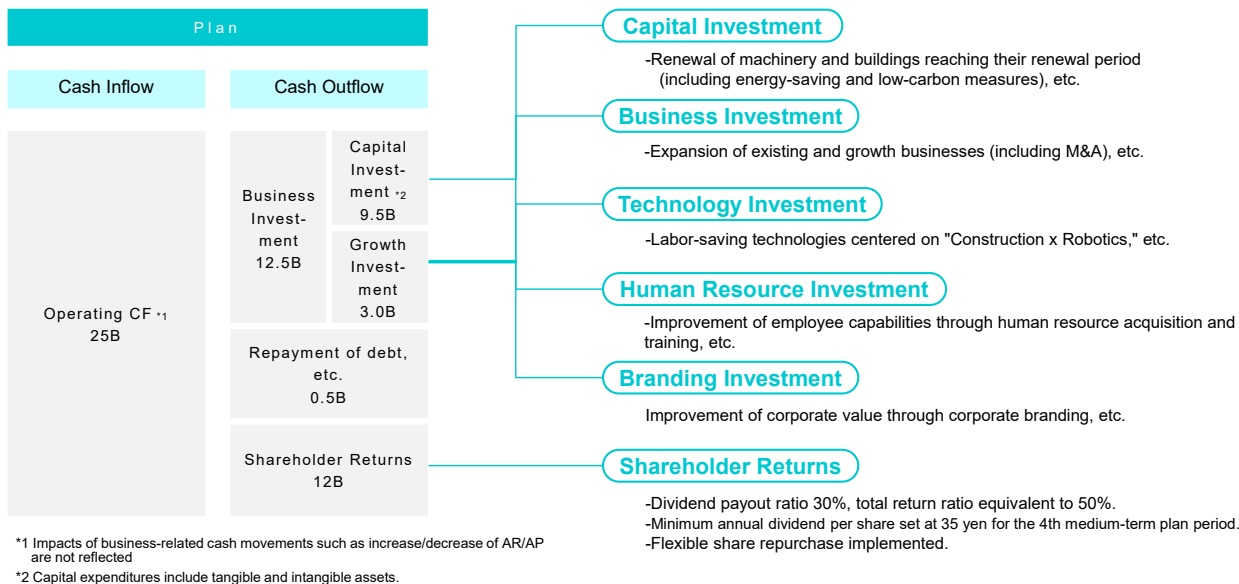 Plan
Cash Inflow
Cash Outflow
Operating CF *1
25B
Business
Invest-
ment
12.5B
Capital
Invest-
ment *2
9.5B
Growth
Invest-
ment
3.0B
Repayment of debt,
etc.
0.5B
Shareholder Returns
12B
Capital Investment
-Renewal of machinery and buildings reaching their renewal period
(including energy-saving and low-carbon measures), etc.
Business Investment
-Expansion of existing and growth businesses (including M&A), etc.
Technology Investment
-Labor-saving technologies centered on "Construction x Robotics," etc.
Human Resource Investment
-Improvement of employee capabilities through human resource acquisition and
training, etc.
Branding Investment
Improvement of corporate value through corporate branding, etc.
Shareholder Returns
-Dividend payout ratio 30%, total return ratio equivalent to 50%.
-Minimum annual dividend per share set at 35 yen for the 4th medium-term plan period.
-Flexible share repurchase implemented.
*1 Impacts of business-related cash movements such as increase/decrease of AR/AP
are not reflected
*2 Capital expenditures include tangible and intangible assets.